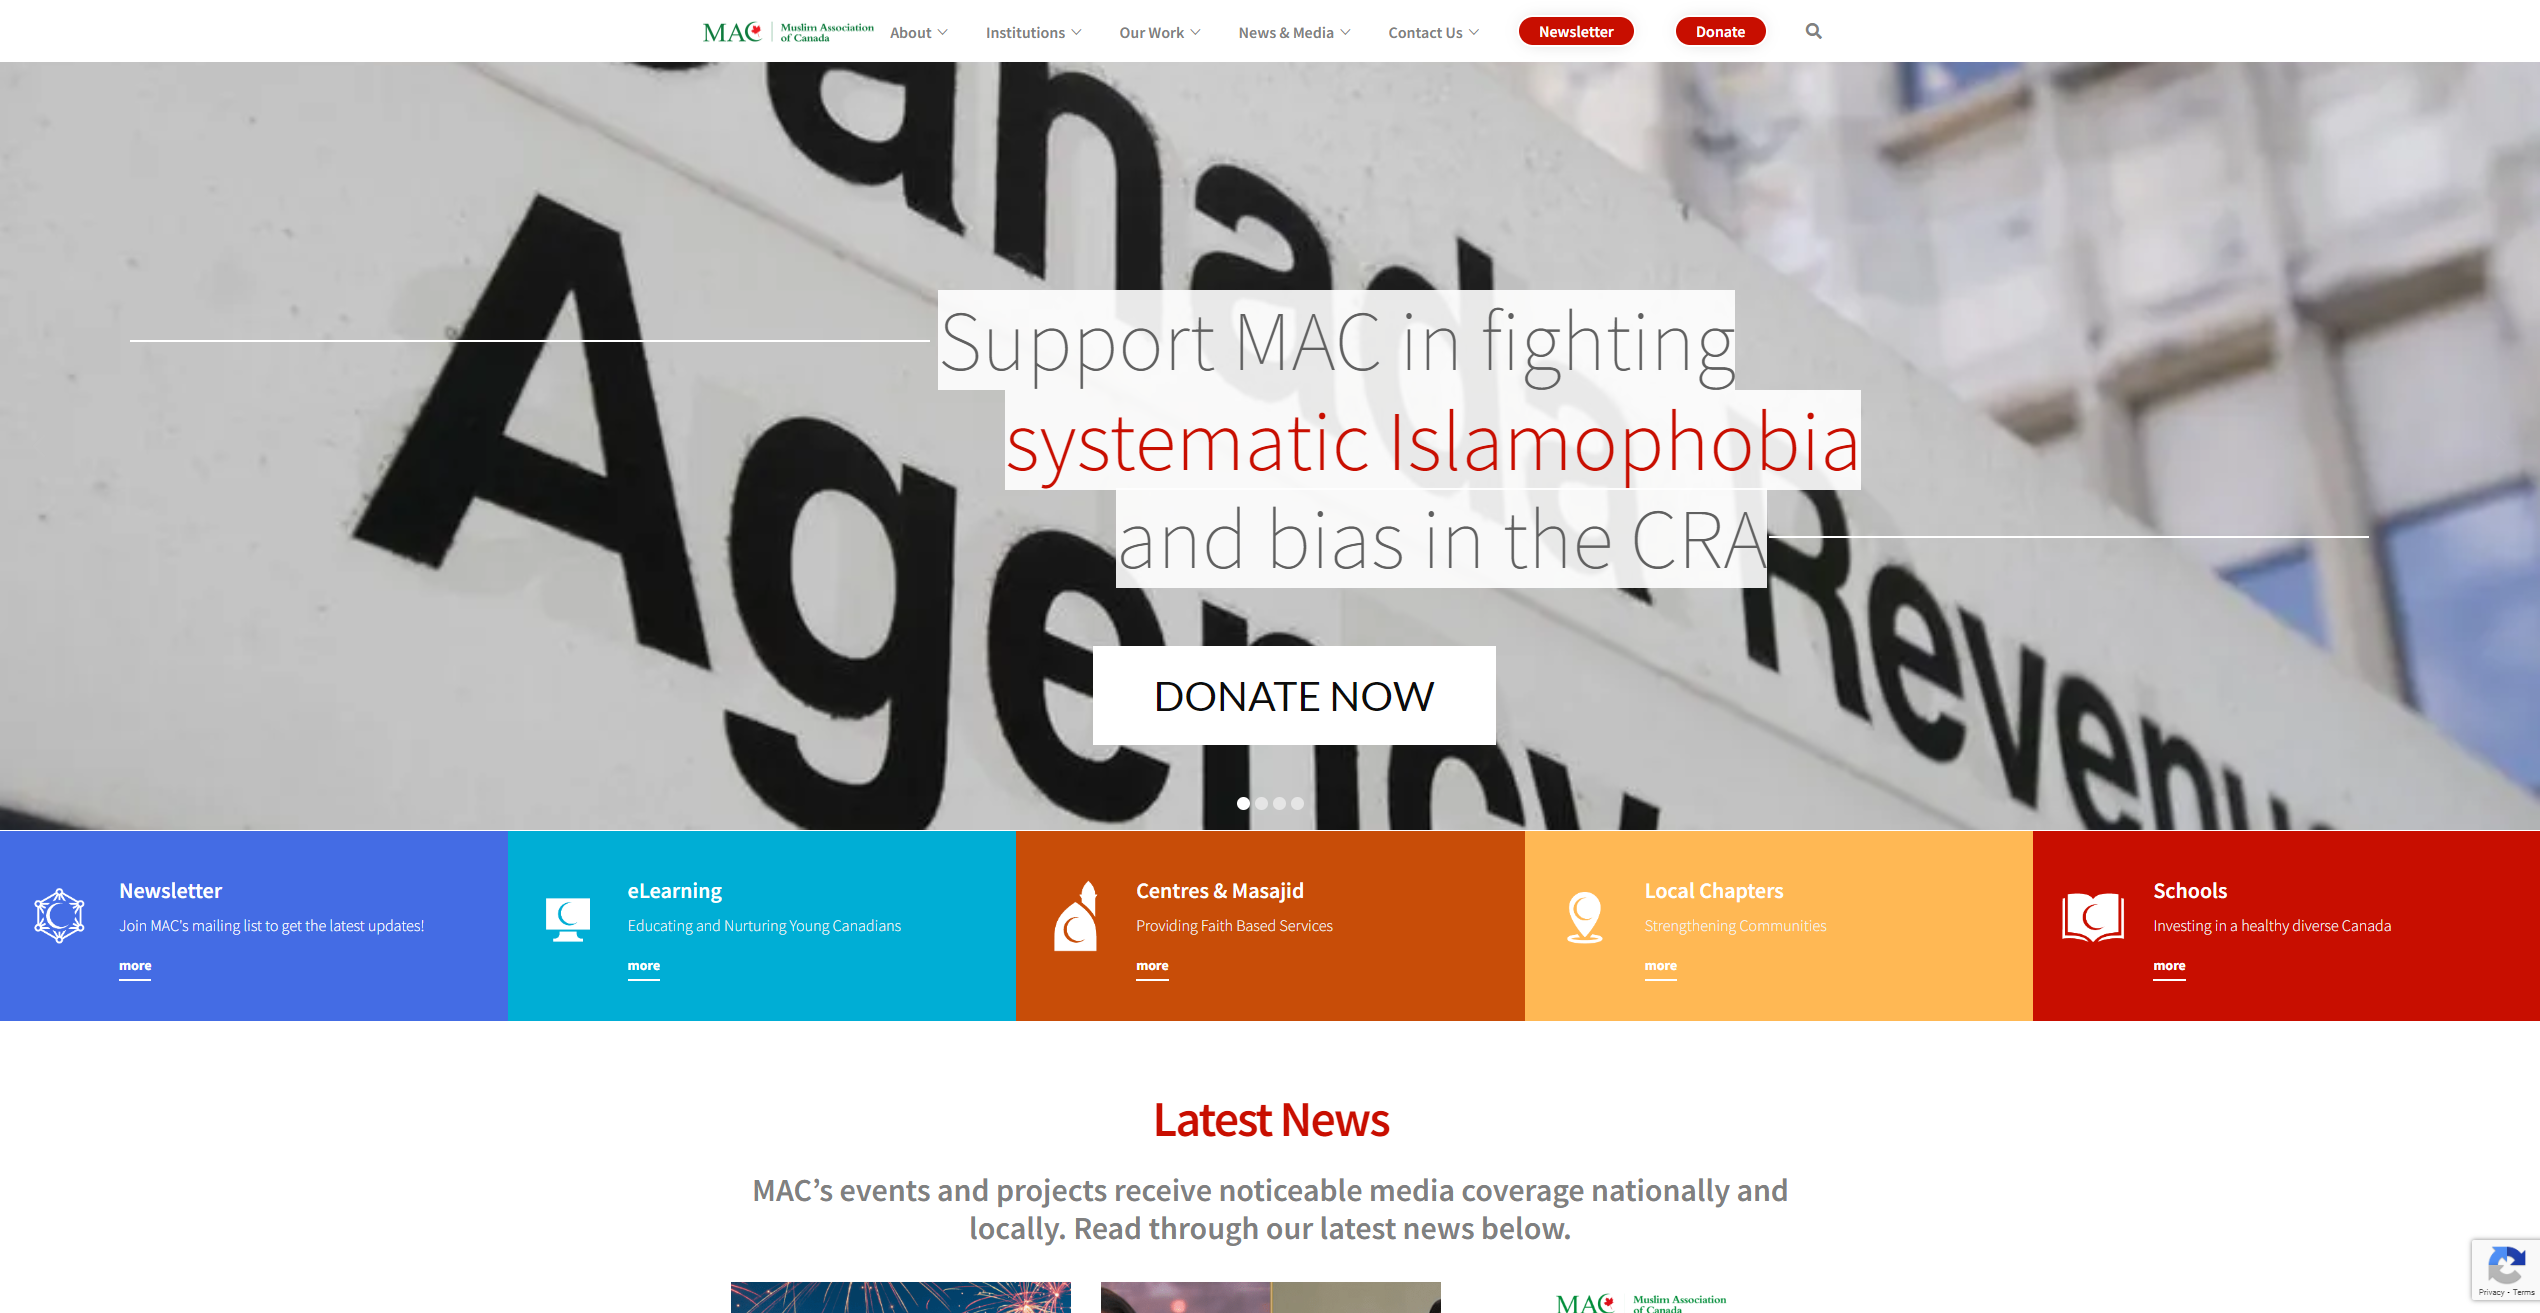 MAC Muslim Association
of Canada
About
Institutions
Our Work
News & Media
Contact Us
Newsletter
Donate
Canada Revenu
Agency
Support MAC in fighting
systematic Islamophobia
and bias in the CRA
DONATE NOW
Newsletter
Join MAC's mailing list to get the latest updates!
more
eLearning
Educating and Nurturing Young Canadians
more
Centres & Masajid
Providing Faith Based Services
more
Local Chapters
Strengthening Communities
more
Schools
Investing in a healthy diverse Canada
more
Latest News
MAC’s events and projects receive noticeable media coverage nationally and
locally. Read through our latest news below.
MAC Muslim Association
of Canada
Privacy - Terms